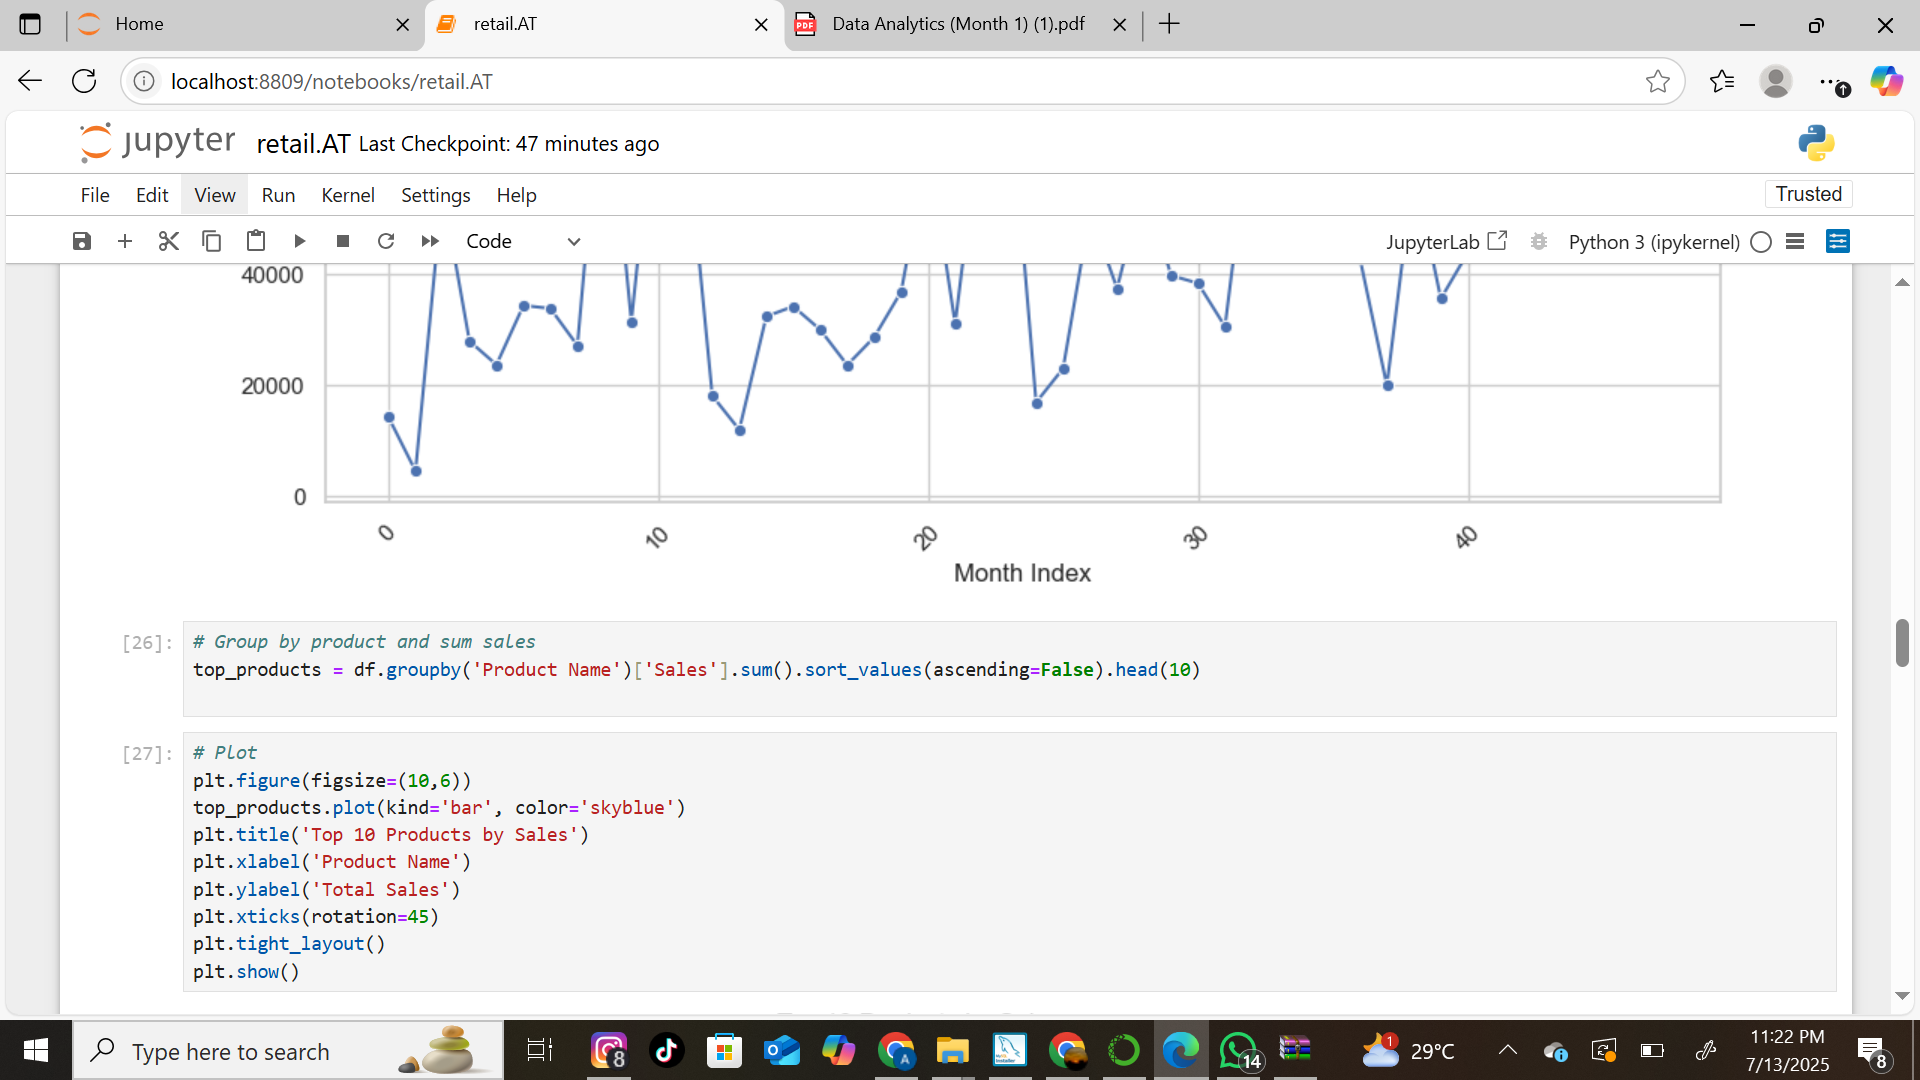 Home
retail.AT
PDF
Data Analytics (Month 1) (1).pdf
localhost:8809/notebooks/retail.AT
jupyter
retail.AT Last Checkpoint: 47 minutes ago
File Edit View Run Kernel Settings Help
Trusted
Code
JupyterLab
Python 3 (ipykernel)
40000
20000
0
0 10 20 30 40
Month Index
[26]:
# Group by product and sum sales
top_products = df.groupby('Product Name')['Sales'].sum().sort_values(ascending=False).head(10)
[27]:
# Plot
plt.figure(figsize=(10,6))
top_products.plot(kind='bar', color='skyblue')
plt.title('Top 10 Products by Sales')
plt.xlabel('Product Name')
plt.ylabel('Total Sales')
plt.xticks(rotation=45)
plt.tight_layout()
plt.show()
Type here to search
8
A
14
1
29°C
11:22 PM
7/13/2025
8